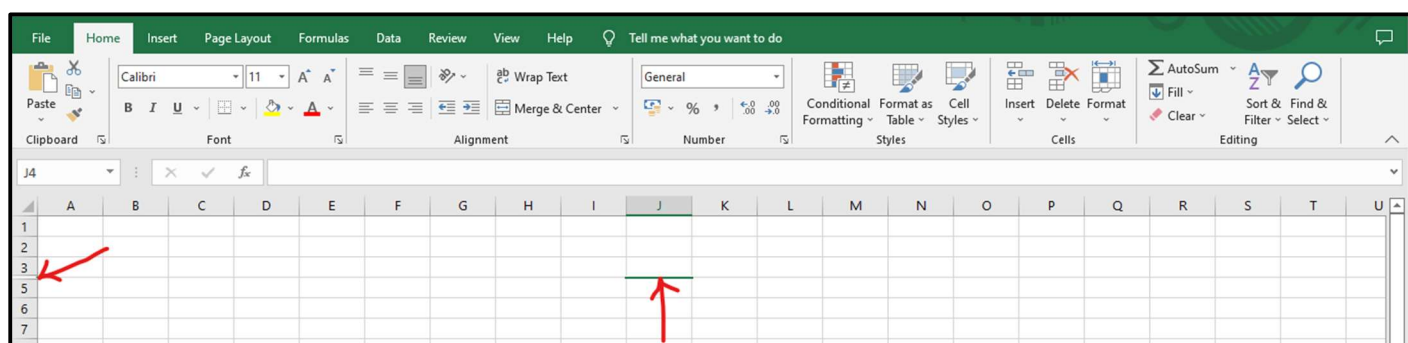 File Home Insert Page Layout Formulas Data Review View Help Tell me what you want to do
Calibri 11 A A Wrap Text General AutoSum
Paste B I U A Merge & Center % , .00 Conditional Formatting Format as Table Cell Styles Insert Delete Format Fill Clear Sort & Filter Find & Select
Clipboard Font Alignment Number Styles Cells Editing
J4 fx
A B C D E F G H I J K L M N O P Q R S T U
1
2
3
5
6
7